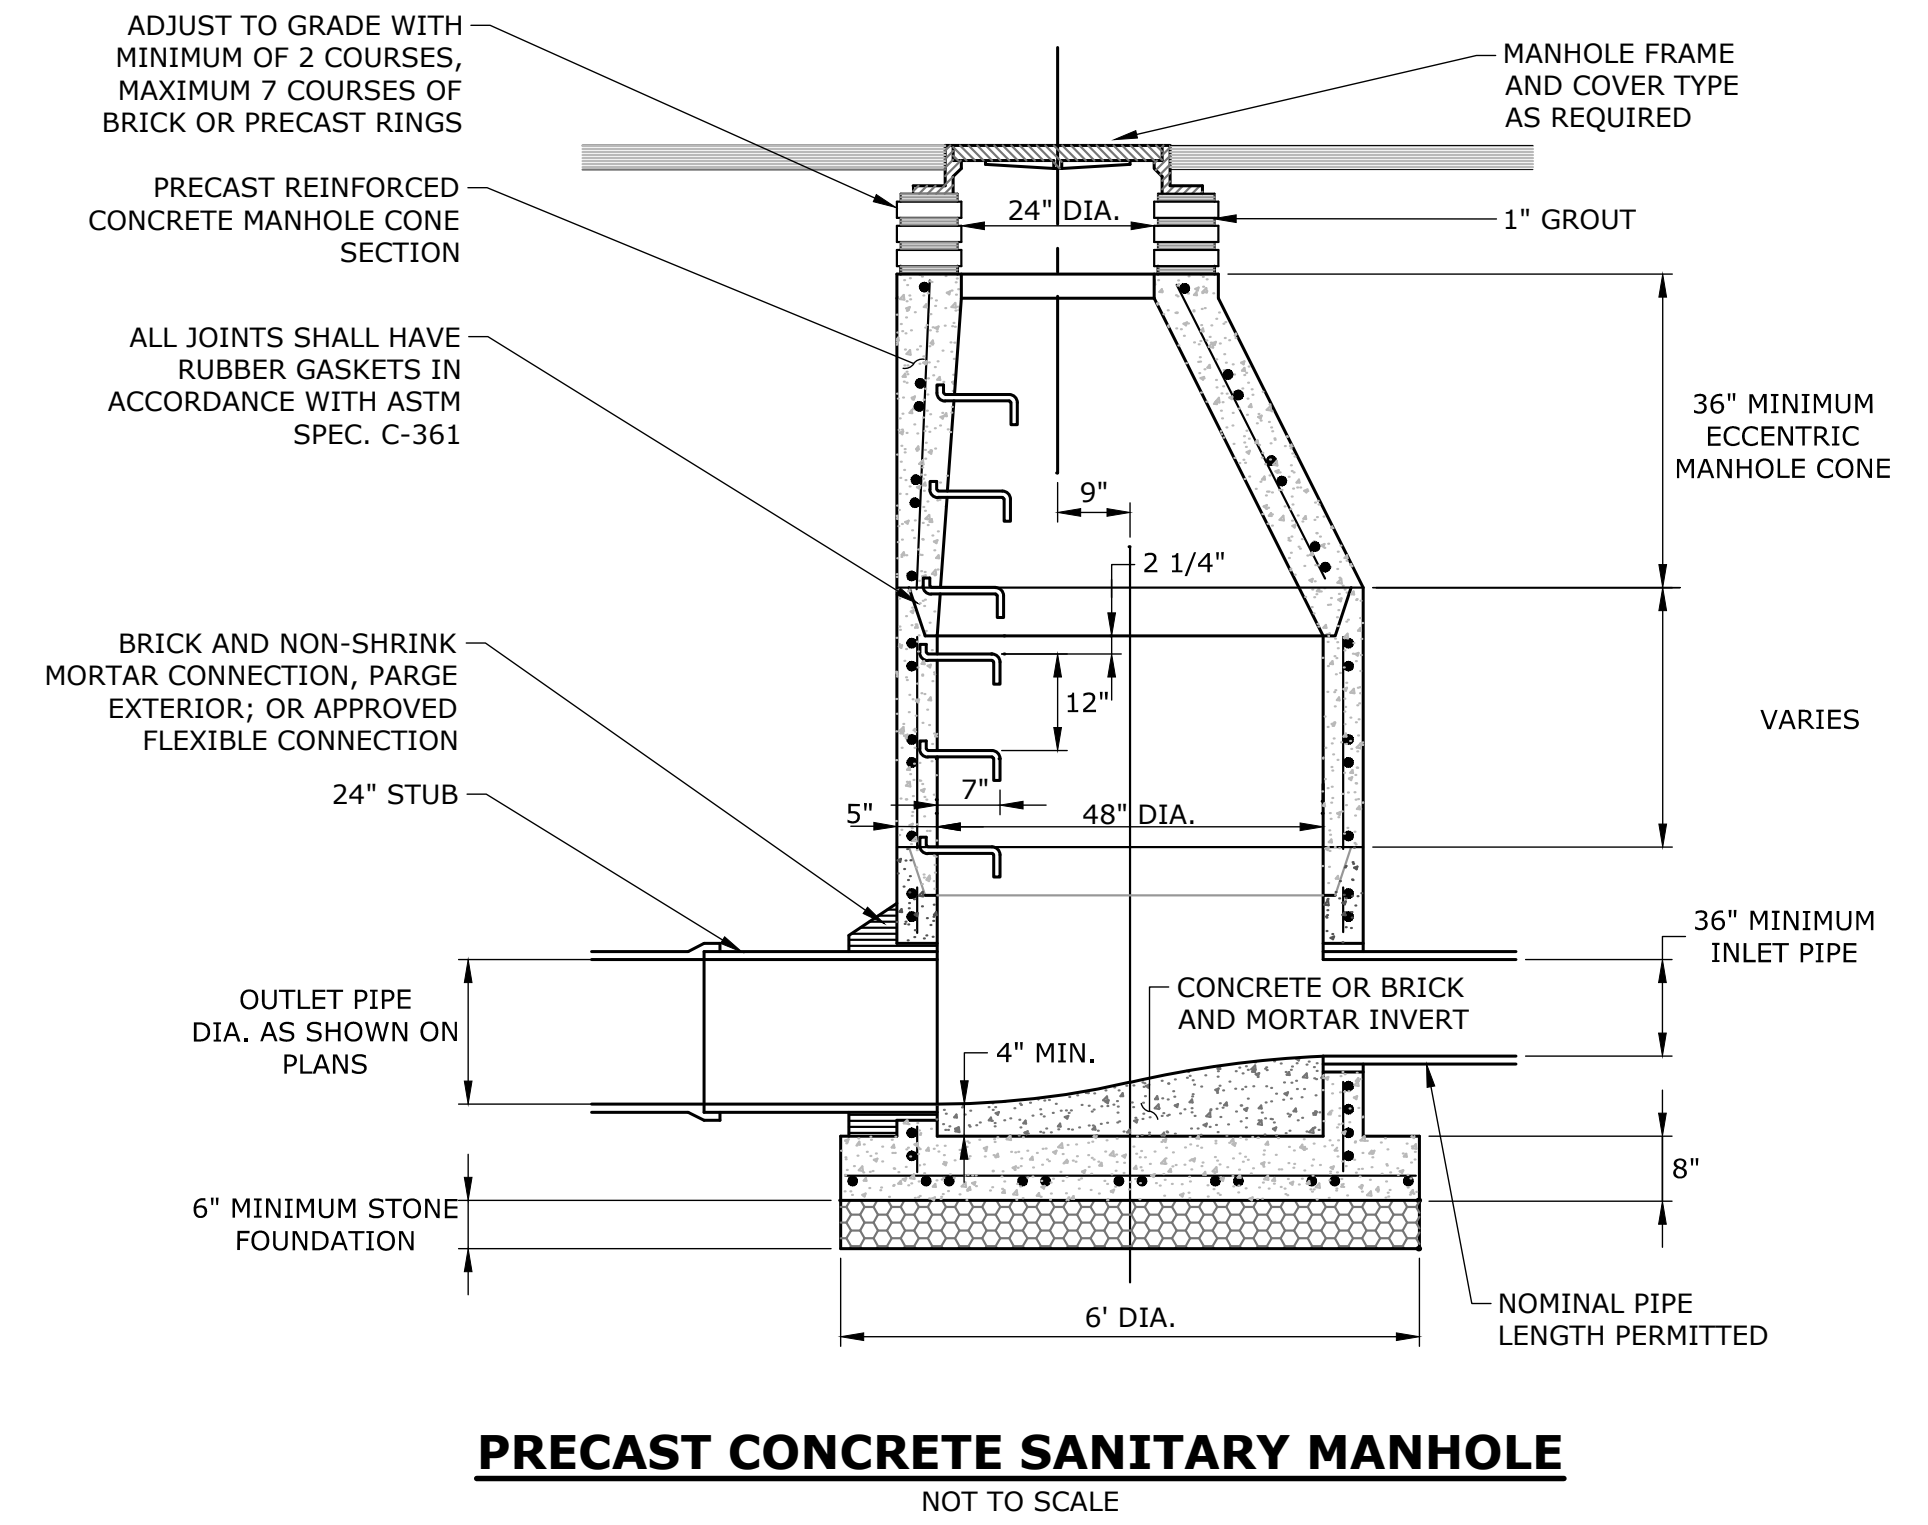 ADJUST TO GRADE WITH
MINIMUM OF 2 COURSES,
MAXIMUM 7 COURSES OF
BRICK OR PRECAST RINGS
MANHOLE FRAME
AND COVER TYPE
AS REQUIRED
PRECAST REINFORCED
CONCRETE MANHOLE CONE
SECTION
24" DIA.
1" GROUT
ALL JOINTS SHALL HAVE
RUBBER GASKETS IN
ACCORDANCE WITH ASTM
SPEC. C-361
36" MINIMUM
ECCENTRIC
MANHOLE CONE
9"
2 1/4"
BRICK AND NON-SHRINK
MORTAR CONNECTION, PARGE
EXTERIOR; OR APPROVED
FLEXIBLE CONNECTION
12"
VARIES
24" STUB
7"
5"
48" DIA.
36" MINIMUM
INLET PIPE
OUTLET PIPE
DIA. AS SHOWN ON
PLANS
CONCRETE OR BRICK
AND MORTAR INVERT
4" MIN.
8"
6" MINIMUM STONE
FOUNDATION
6' DIA.
NOMINAL PIPE
LENGTH PERMITTED
PRECAST CONCRETE SANITARY MANHOLE
NOT TO SCALE